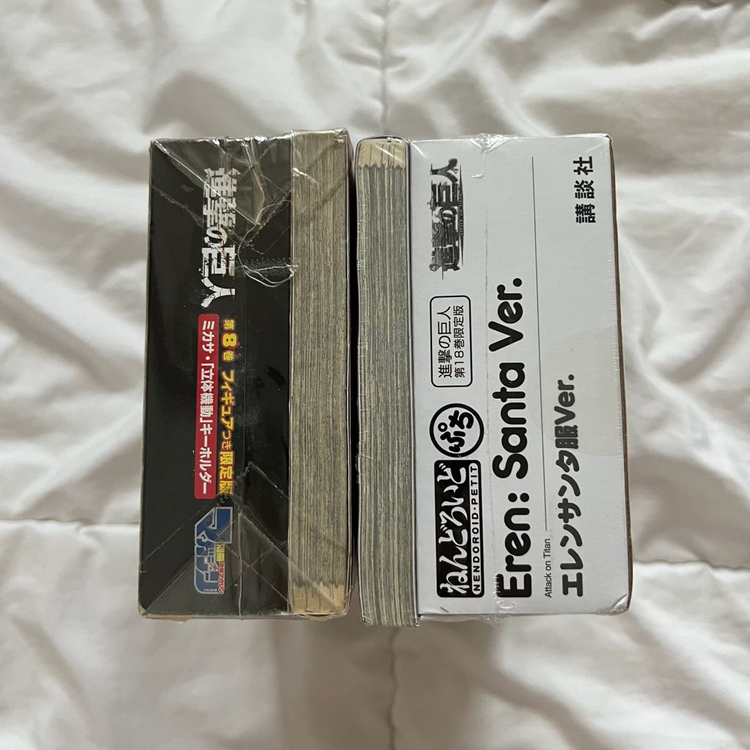 進撃の巨人
第8巻 フィギュアつき限定版
ミカサ・「立体機動」キーホルダー
講談社
進撃の巨人
進撃の巨人
第18巻限定版
ねんどろいど
ぷち
NENDOROID・PETIT
Eren: Santa Ver.
Attack on Titan
エレンサンタ服Ver.